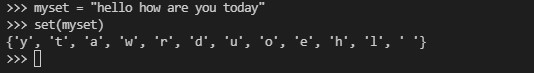 >>> myset = "hello how are you today"
>>> set(myset)
{'y', 't', 'a', 'w', 'r', 'd', 'u', 'o', 'e', 'h', 'l', ' '}
>>>